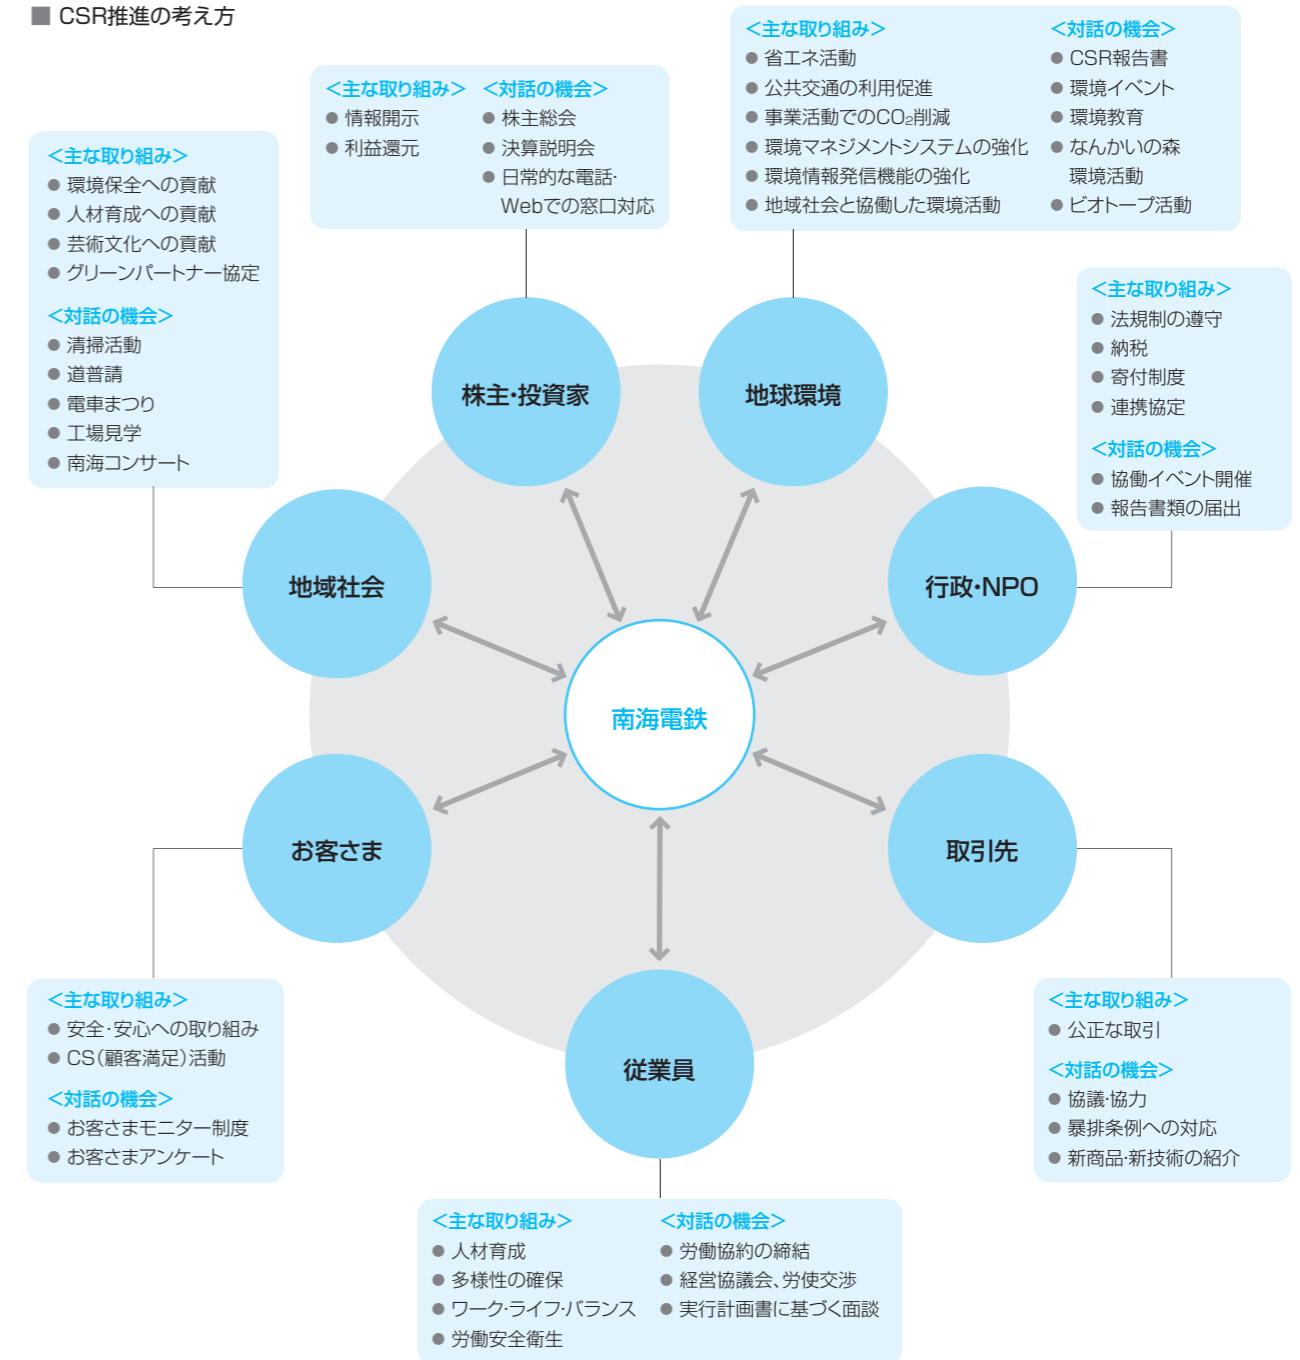 ■ CSR推進の考え方
<主な取り組み>
● 情報開示
● 利益還元
<対話の機会>
● 株主総会
● 決算説明会
● 日常的な電話・
Webでの窓口対応
<主な取り組み>
● 省エネ活動
● 公共交通の利用促進
● 事業活動でのCO₂削減
● 環境マネジメントシステムの強化
● 環境情報発信機能の強化
● 地域社会と協働した環境活動
<対話の機会>
● CSR報告書
● 環境イベント
● 環境教育
● なんかいの森
環境活動
● ビオトープ活動
<主な取り組み>
● 環境保全への貢献
● 人材育成への貢献
● 芸術文化への貢献
● グリーンパートナー協定
<対話の機会>
● 清掃活動
● 道普請
● 電車まつり
● 工場見学
● 南海コンサート
<主な取り組み>
● 法規制の遵守
● 納税
● 寄付制度
● 連携協定
<対話の機会>
● 協働イベント開催
● 報告書類の届出
株主・投資家
地球環境
地域社会
行政・NPO
南海電鉄
お客さま
取引先
従業員
<主な取り組み>
● 安全・安心への取り組み
● CS(顧客満足)活動
<対話の機会>
● お客さまモニター制度
● お客さまアンケート
<主な取り組み>
● 公正な取引
<対話の機会>
● 協議・協力
● 暴排条例への対応
● 新商品・新技術の紹介
<主な取り組み>
● 人材育成
● 多様性の確保
● ワーク・ライフ・バランス
● 労働安全衛生
<対話の機会>
● 労働協約の締結
● 経営協議会、労使交渉
● 実行計画書に基づく面談